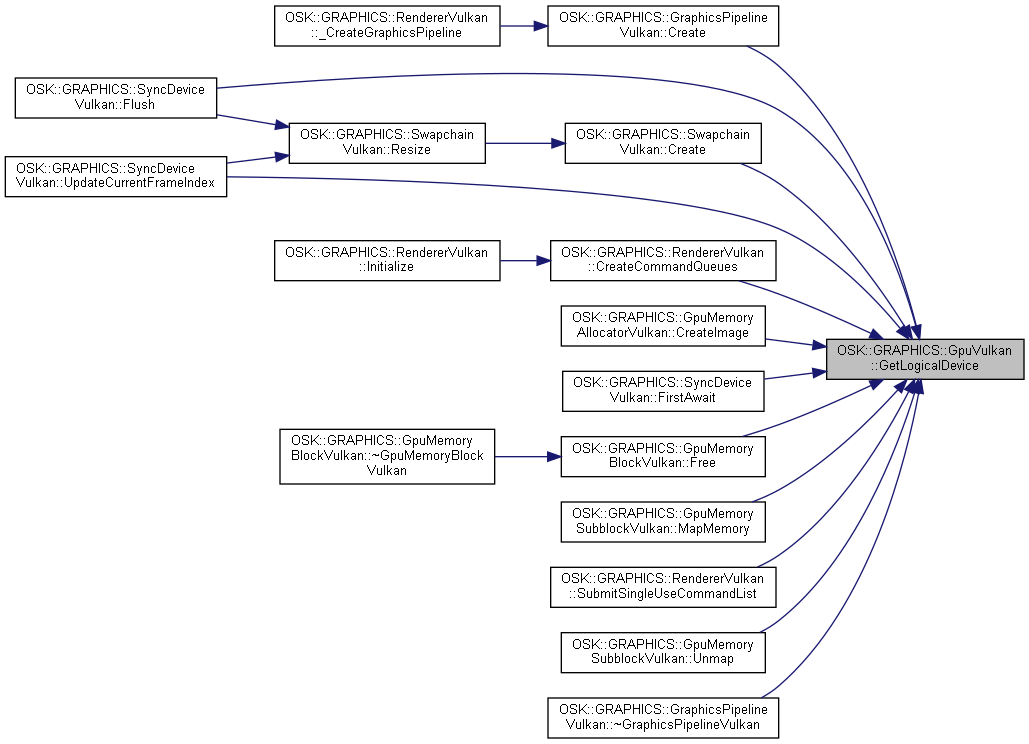 OSK::GRAPHICS::RendererVulkan
::_CreateGraphicsPipeline
OSK::GRAPHICS::GraphicsPipeline
Vulkan::Create
OSK::GRAPHICS::SyncDevice
Vulkan::Flush
OSK::GRAPHICS::Swapchain
Vulkan::Resize
OSK::GRAPHICS::Swapchain
Vulkan::Create
OSK::GRAPHICS::SyncDevice
Vulkan::UpdateCurrentFrameIndex
OSK::GRAPHICS::RendererVulkan
::Initialize
OSK::GRAPHICS::RendererVulkan
::CreateCommandQueues
OSK::GRAPHICS::GpuMemory
AllocatorVulkan::CreateImage
OSK::GRAPHICS::GpuVulkan
::GetLogicalDevice
OSK::GRAPHICS::SyncDevice
Vulkan::FirstAwait
OSK::GRAPHICS::GpuMemory
BlockVulkan::~GpuMemoryBlock
Vulkan
OSK::GRAPHICS::GpuMemory
BlockVulkan::Free
OSK::GRAPHICS::GpuMemory
SubblockVulkan::MapMemory
OSK::GRAPHICS::RendererVulkan
::SubmitSingleUseCommandList
OSK::GRAPHICS::GpuMemory
SubblockVulkan::Unmap
OSK::GRAPHICS::GraphicsPipeline
Vulkan::~GraphicsPipelineVulkan